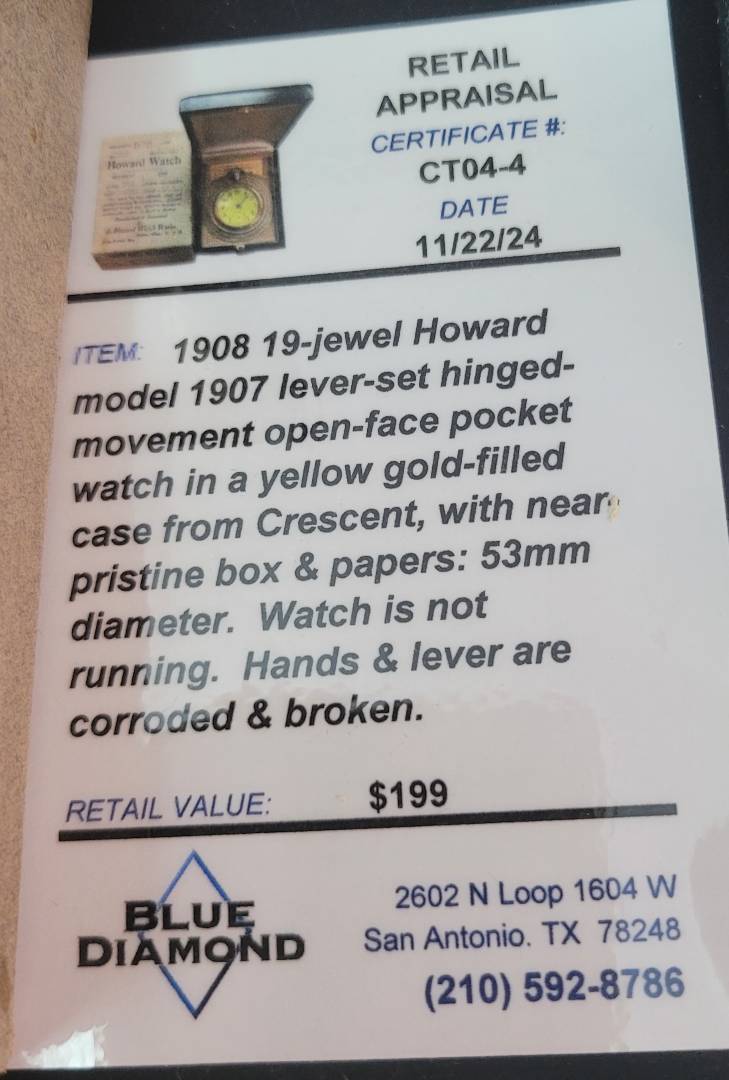 RETAIL
APPRAISAL
CERTIFICATE #:
CT04-4
DATE
11/22/24
Howard Watch
ITEM: 1908 19-jewel Howard
model 1907 lever-set hinged-
movement open-face pocket
watch in a yellow gold-filled
case from Crescent, with near
pristine box & papers: 53mm
diameter. Watch is not
running. Hands & lever are
corroded & broken.
RETAIL VALUE: $199
BLUE
DIAMOND
2602 N Loop 1604 W
San Antonio. TX 78248
(210) 592-8786